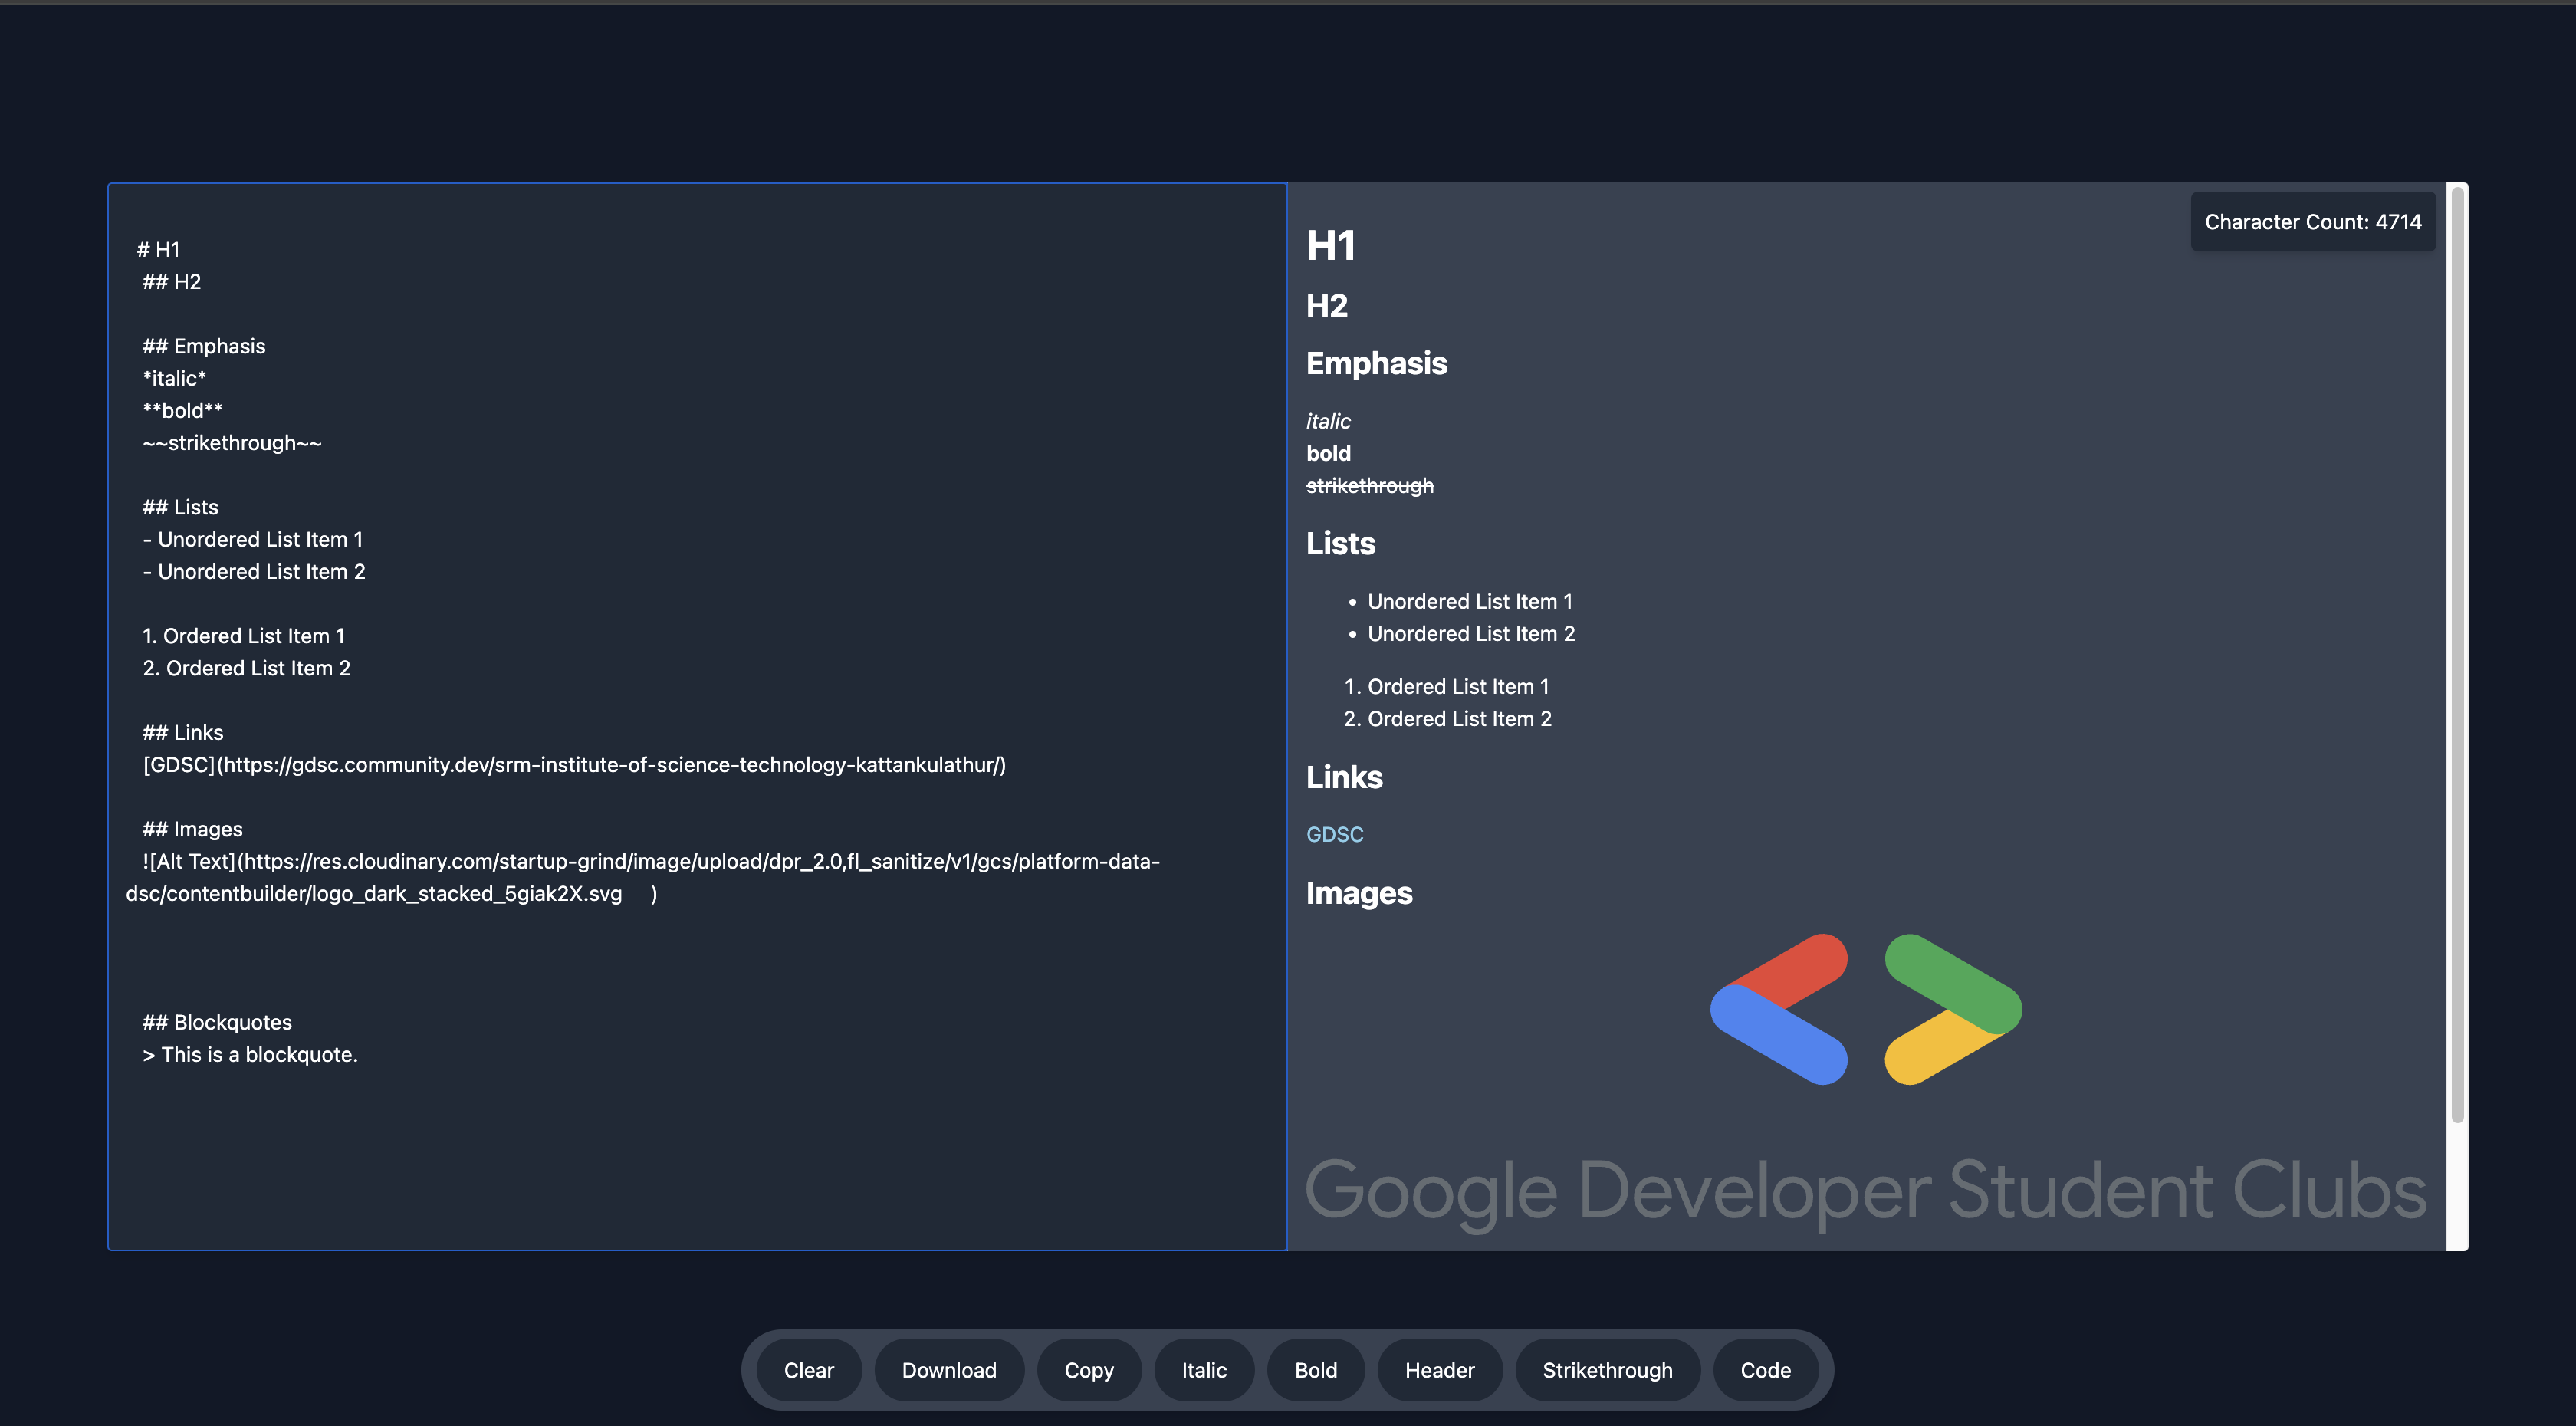 # H1
## H2
## Emphasis
*italic*
**bold**
~~strikethrough~~
## Lists
- Unordered List Item 1
- Unordered List Item 2
1. Ordered List Item 1
2. Ordered List Item 2
## Links
[GDSC](https://gdsc.community.dev/srm-institute-of-science-technology-kattankulathur/)
## Images
![Alt Text](https://res.cloudinary.com/startup-grind/image/upload/dpr_2.0,fl_sanitize/v1/gcs/platform-data-
dsc/contentbuilder/logo_dark_stacked_5giak2X.svg )
## Blockquotes
> This is a blockquote.
Character Count: 4714
H1
H2
Emphasis
italic
bold
strikethrough
Lists
• Unordered List Item 1
• Unordered List Item 2
1. Ordered List Item 1
2. Ordered List Item 2
Links
GDSC
Images
Google Developer Student Clubs
Clear Download Copy Italic Bold Header Strikethrough Code